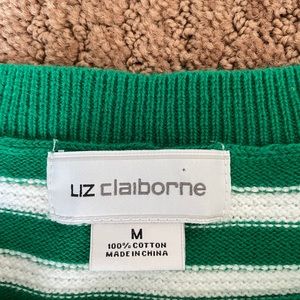 LIZ claiborne
M
100% COTTON
MADE IN CHINA